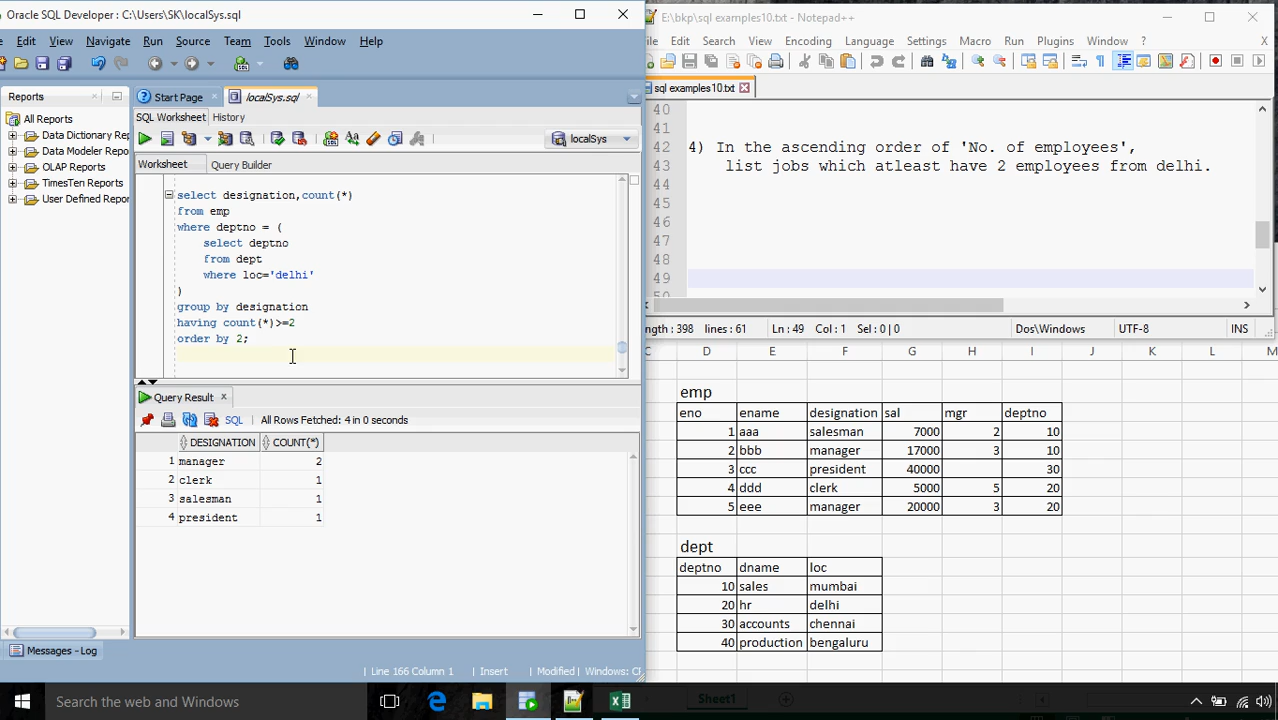 Oracle SQL Developer : C:\Users\SK\localSys.sql
Edit View Navigate Run Source Team Tools Window Help
Reports
All Reports
Data Dictionary Rep
Data Modeler Report
OLAP Reports
TimesTen Reports
User Defined Report
Start Page localSys.sql
SQL Worksheet History
localSys
Worksheet Query Builder
select designation,count(*)
from emp
where deptno = (
select deptno
from dept
where loc='delhi'
)
group by designation
having count(*)>=2
order by 2;
Query Result
SQL All Rows Fetched: 4 in 0 seconds
DESIGNATION COUNT(*)
1 manager 2
2 clerk 1
3 salesman 1
4 president 1
Messages - Log
Line 166 Column 1 Insert Modified Windows: CF
E:\bkp\sql examples10.txt - Notepad++
ile Edit Search View Encoding Language Settings Macro Run Plugins Window ? X
sql examples10.txt
40
41
42 4) In the ascending order of 'No. of employees',
43 list jobs which atleast have 2 employees from delhi.
44
45
46
47
48
49
50
ngth : 398 lines : 61 Ln : 49 Col : 1 Sel : 0 | 0 Dos\Windows UTF-8 INS
C D E F G H I J K L M
emp
eno ename designation sal mgr deptno
1 aaa salesman 7000 2 10
2 bbb manager 17000 3 10
3 ccc president 40000 30
4 ddd clerk 5000 5 20
5 eee manager 20000 3 20
dept
deptno dname loc
10 sales mumbai
20 hr delhi
30 accounts chennai
40 production bengaluru
Sheet1
Search the web and Windows